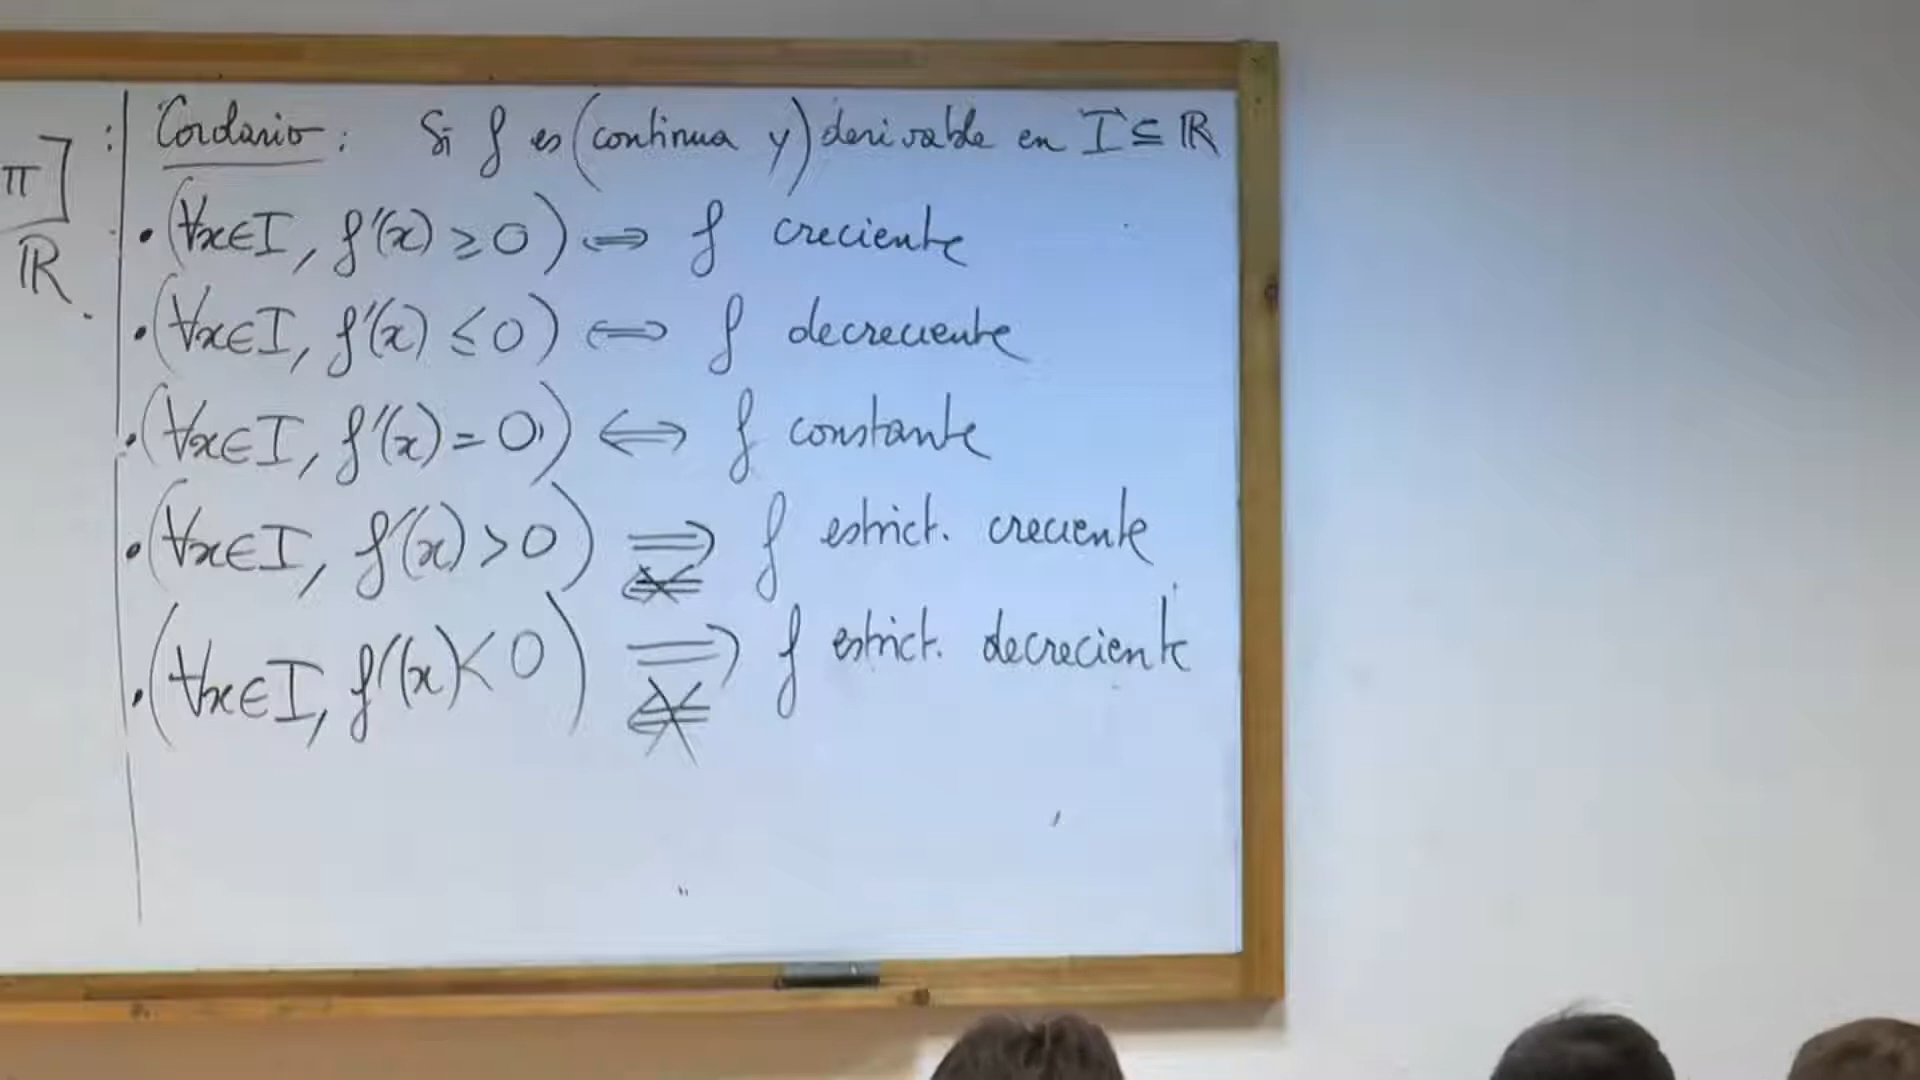 π]
ℝ
Corolario: Si f es (continua y) derivable en I ⊆ ℝ
• (∀x∈I, f'(x) ≥ 0) ⇔ f creciente
• (∀x∈I, f'(x) ≤ 0) ⇔ f decreciente
• (∀x∈I, f'(x) = 0) ⇔ f constante
• (∀x∈I, f'(x) > 0) ⇒ f estrict. creciente
⇍
• (∀x∈I, f'(x) < 0) ⇒ f estrict. decreciente
⇍